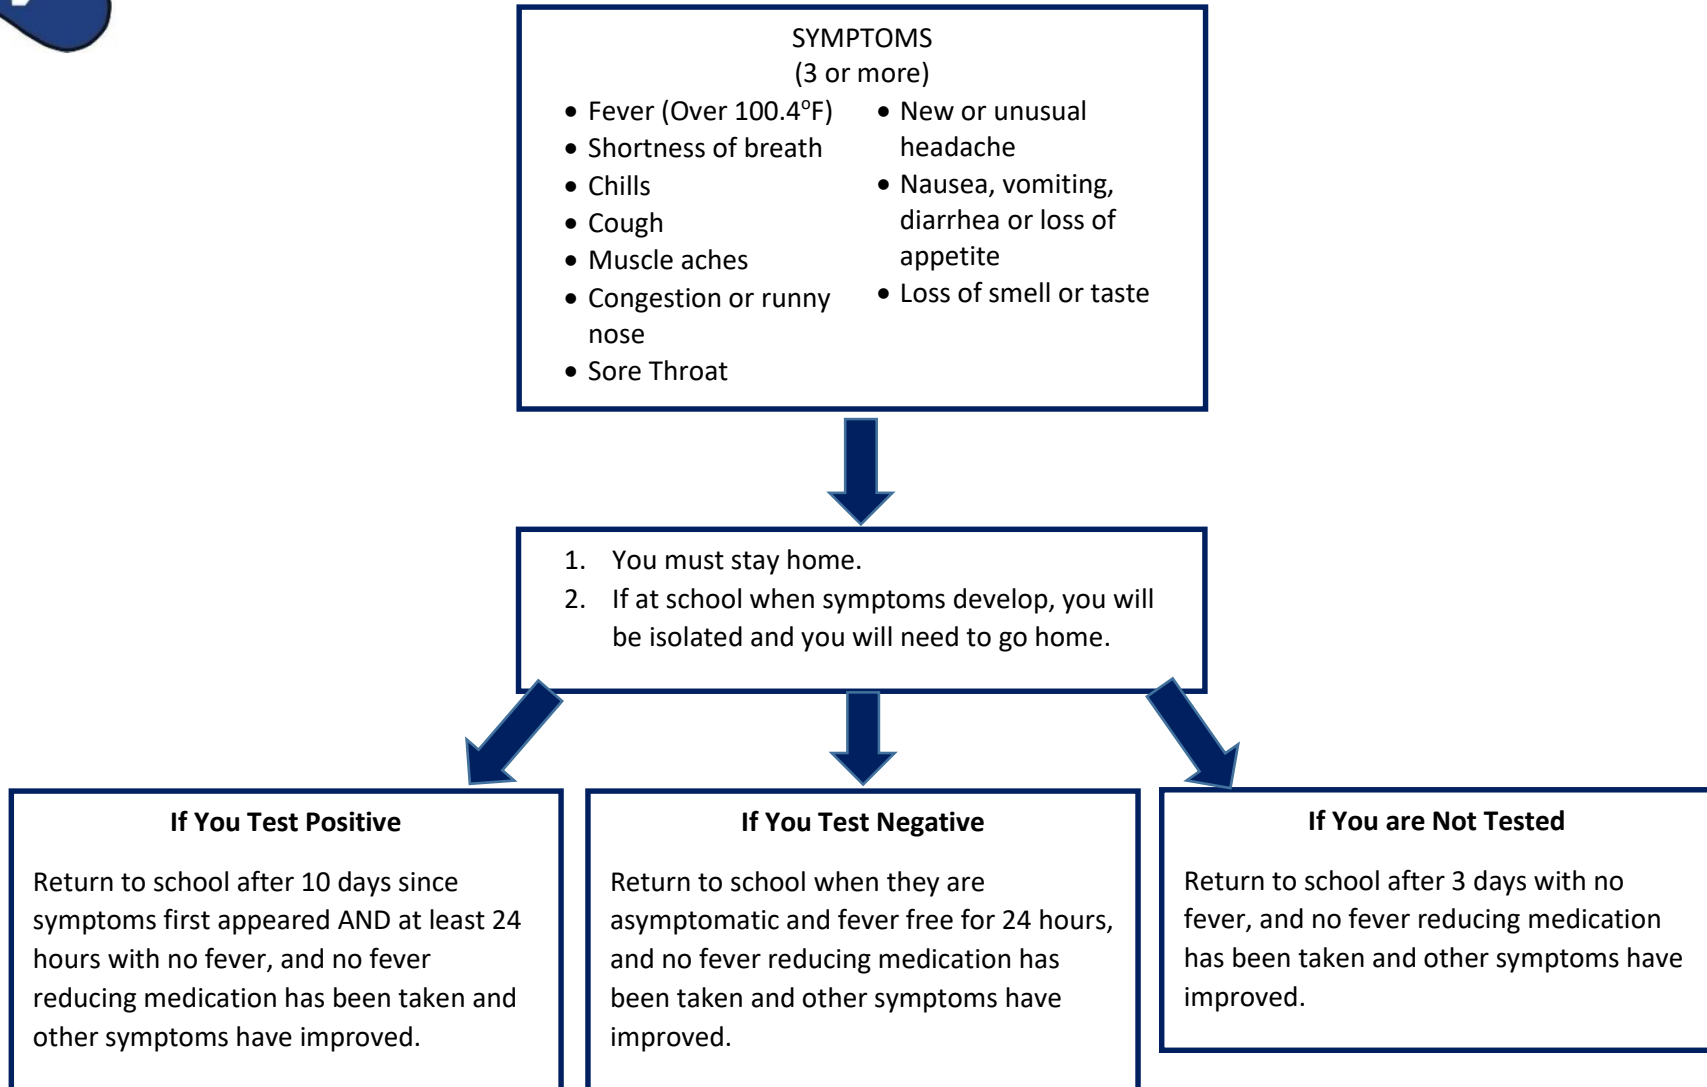 SYMPTOMS
(3 or more)
• Fever (Over 100.4°F)
• Shortness of breath
• Chills
• Cough
• Muscle aches
• Congestion or runny
nose
• Sore Throat
• New or unusual
headache
• Nausea, vomiting,
diarrhea or loss of
appetite
• Loss of smell or taste
1. You must stay home.
2. If at school when symptoms develop, you will
be isolated and you will need to go home.
If You Test Positive
Return to school after 10 days since
symptoms first appeared AND at least 24
hours with no fever, and no fever
reducing medication has been taken and
other symptoms have improved.
If You Test Negative
Return to school when they are
asymptomatic and fever free for 24 hours,
and no fever reducing medication has
been taken and other symptoms have
improved.
If You are Not Tested
Return to school after 3 days with no
fever, and no fever reducing medication
has been taken and other symptoms have
improved.